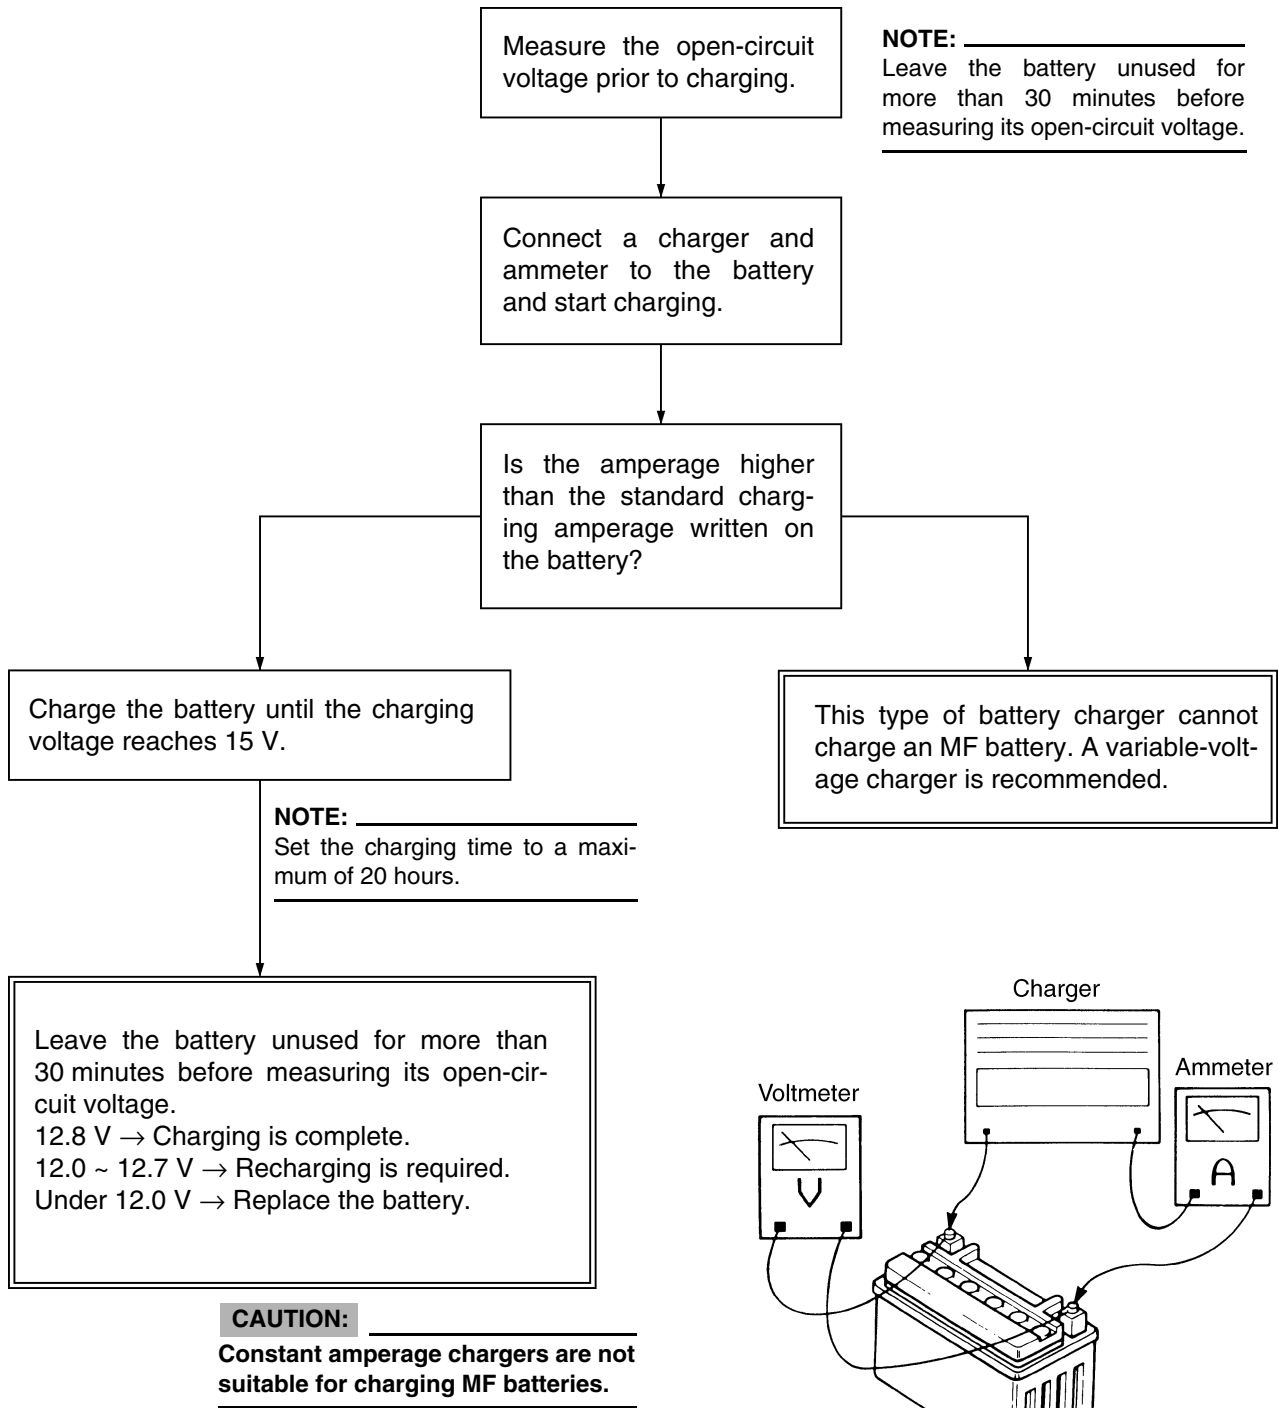 Measure the open-circuit
voltage prior to charging.
NOTE:
Leave the battery unused for
more than 30 minutes before
measuring its open-circuit voltage.
Connect a charger and
ammeter to the battery
and start charging.
Is the amperage higher
than the standard charg-
ing amperage written on
the battery?
Charge the battery until the charging
voltage reaches 15 V.
This type of battery charger cannot
charge an MF battery. A variable-volt-
age charger is recommended.
NOTE:
Set the charging time to a maxi-
mum of 20 hours.
Leave the battery unused for more than
30 minutes before measuring its open-cir-
cuit voltage.
12.8 V → Charging is complete.
12.0 ~ 12.7 V → Recharging is required.
Under 12.0 V → Replace the battery.
Charger
Ammeter
Voltmeter
A
V
CAUTION:
Constant amperage chargers are not
suitable for charging MF batteries.